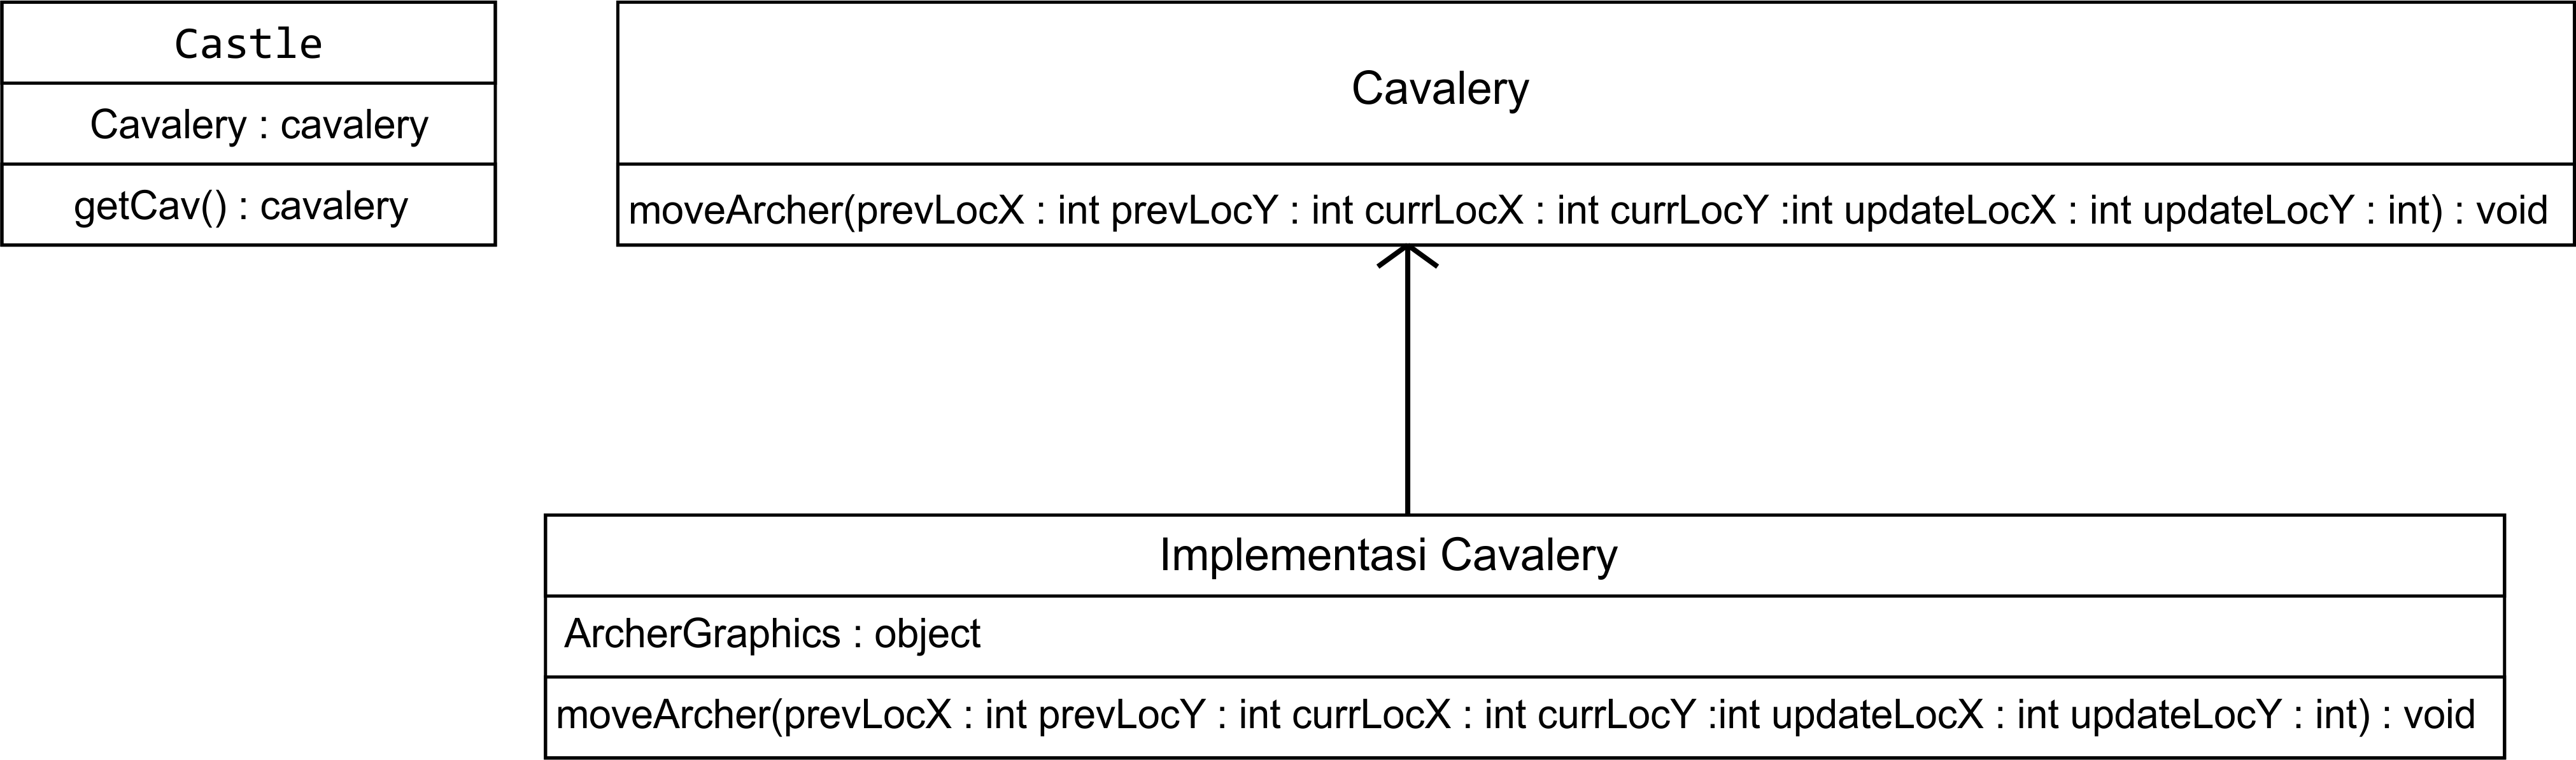 Castle
Cavalery : cavalery
getCav() : cavalery
Cavalery
moveArcher(prevLocX : int prevLocY : int currLocX : int currLocY :int updateLocX : int updateLocY : int) : void
Implementasi Cavalery
ArcherGraphics : object
moveArcher(prevLocX : int prevLocY : int currLocX : int currLocY :int updateLocX : int updateLocY : int) : void